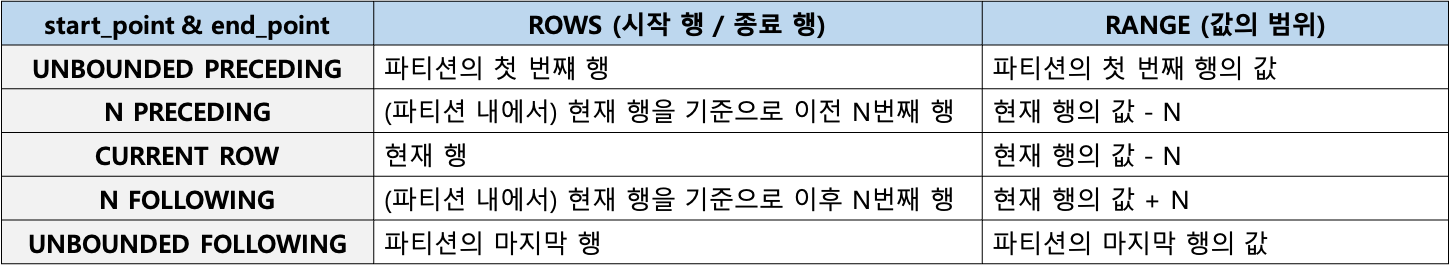 start_point & end_point ROWS (시작 행 / 종료 행) RANGE (값의 범위)
UNBOUNDED PRECEDING 파티션의 첫 번쨰 행 파티션의 첫 번째 행의 값
N PRECEDING (파티션 내에서) 현재 행을 기준으로 이전 N번째 행 현재 행의 값 - N
CURRENT ROW 현재 행 현재 행의 값 - N
N FOLLOWING (파티션 내에서) 현재 행을 기준으로 이후 N번째 행 현재 행의 값 + N
UNBOUNDED FOLLOWING 파티션의 마지막 행 파티션의 마지막 행의 값